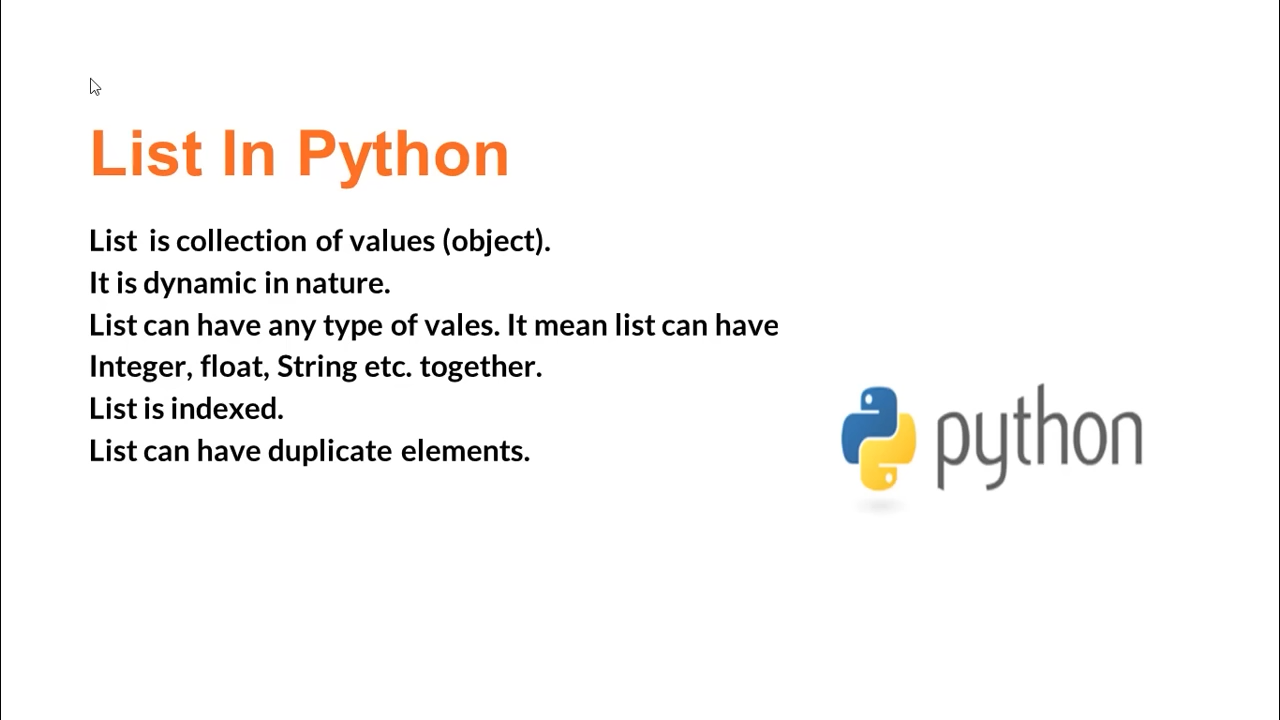 List In Python
List is collection of values (object).
It is dynamic in nature.
List can have any type of vales. It mean list can have
Integer, float, String etc. together.
List is indexed.
List can have duplicate elements.
python